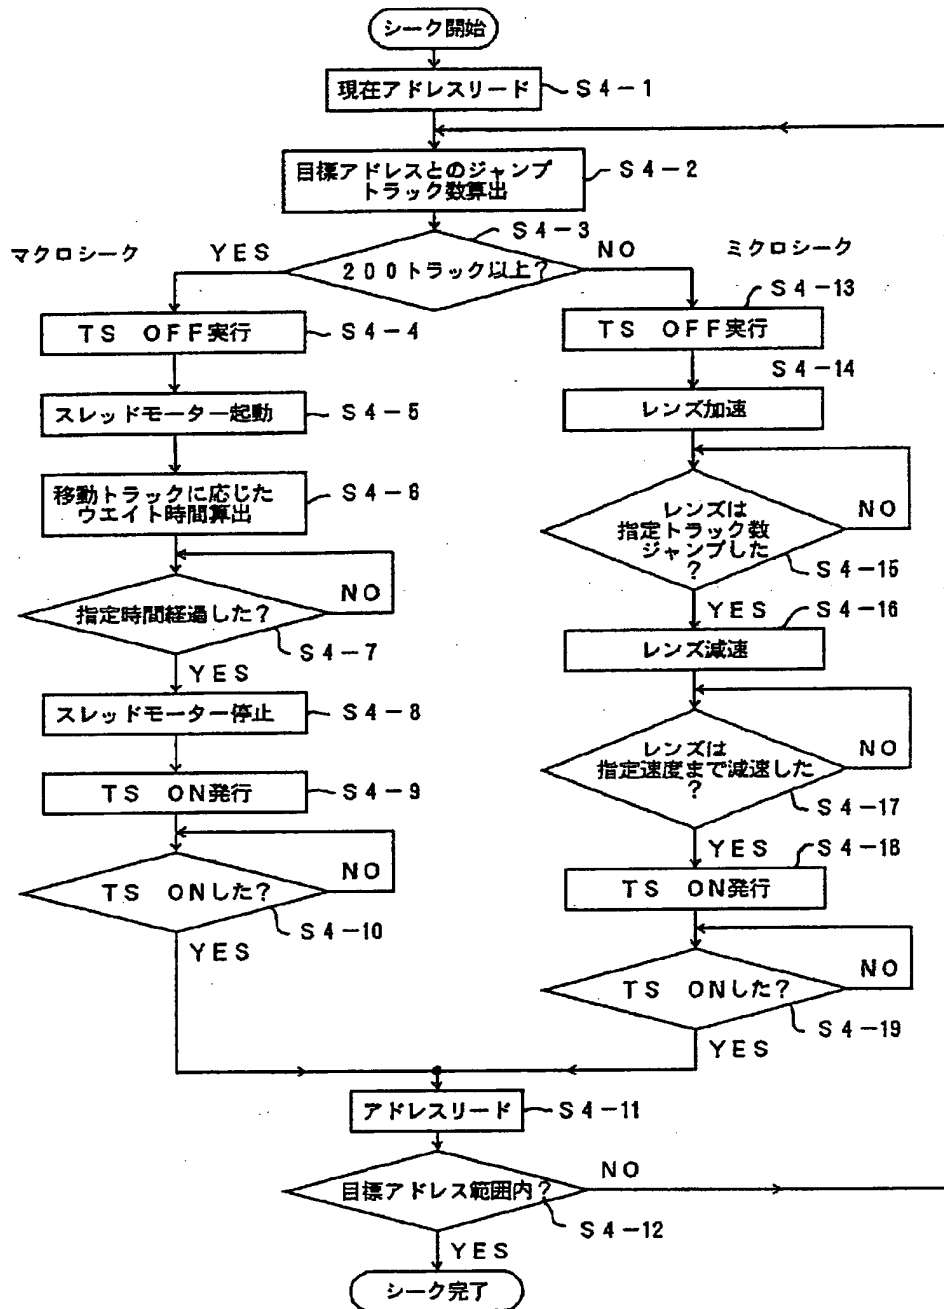 シーク開始
現在アドレスリード
S4-1
目標アドレスとのジャンプ
トラック数算出
S4-2
S4-3
マクロシーク
YES
200トラック以上?
NO
ミクロシーク
TS OFF実行
S4-4
スレッドモーター起動
S4-5
移動トラックに応じた
ウエイト時間算出
S4-6
指定時間経過した?
NO
S4-7
YES
スレッドモーター停止
S4-8
TS ON発行
S4-9
TS ONした?
NO
S4-10
YES
S4-13
TS OFF実行
S4-14
レンズ加速
レンズは
指定トラック数
ジャンプした
?
NO
S4-15
YES
S4-16
レンズ減速
レンズは
指定速度まで減速した
?
NO
S4-17
YES
S4-18
TS ON発行
TS ONした?
NO
S4-19
YES
アドレスリード
S4-11
目標アドレス範囲内?
NO
S4-12
YES
シーク完了